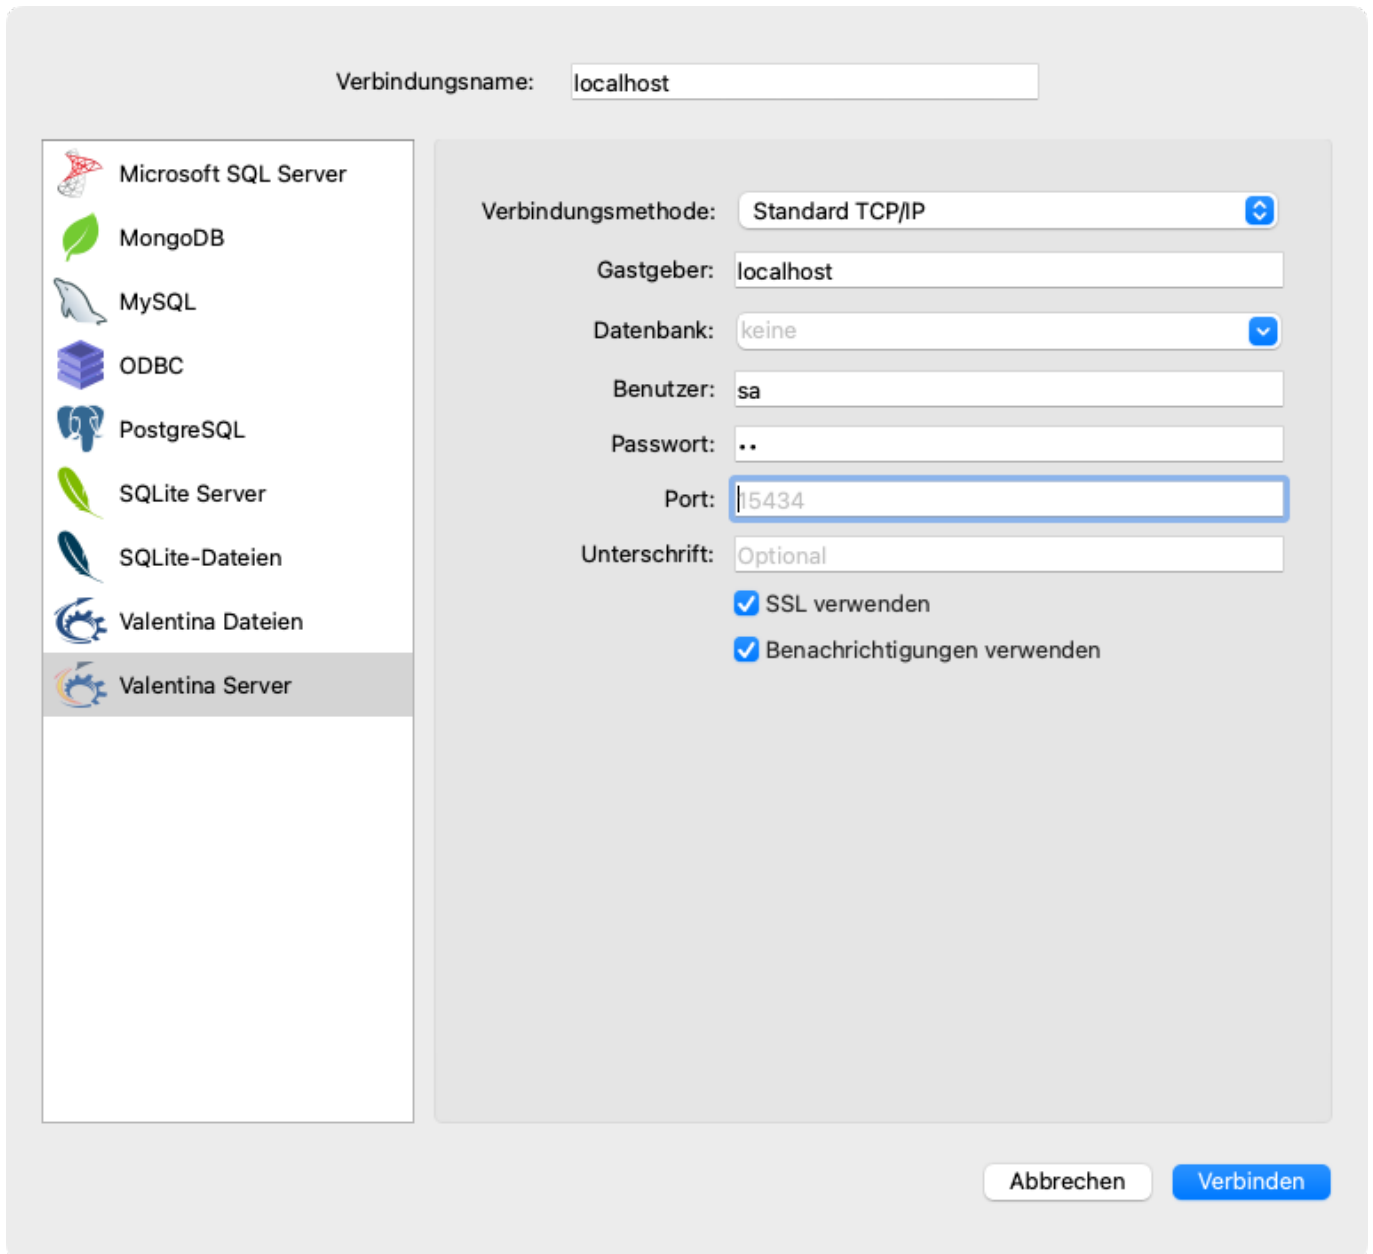 Verbindungsname: localhost
Microsoft SQL Server
MongoDB
MySQL
ODBC
PostgreSQL
SQLite Server
SQLite-Dateien
Valentina Dateien
Valentina Server
Verbindungsmethode: Standard TCP/IP
Gastgeber: localhost
Datenbank: keine
Benutzer: sa
Passwort: ••
Port: 15434
Unterschrift: Optional
SSL verwenden
Benachrichtigungen verwenden
Abbrechen Verbinden